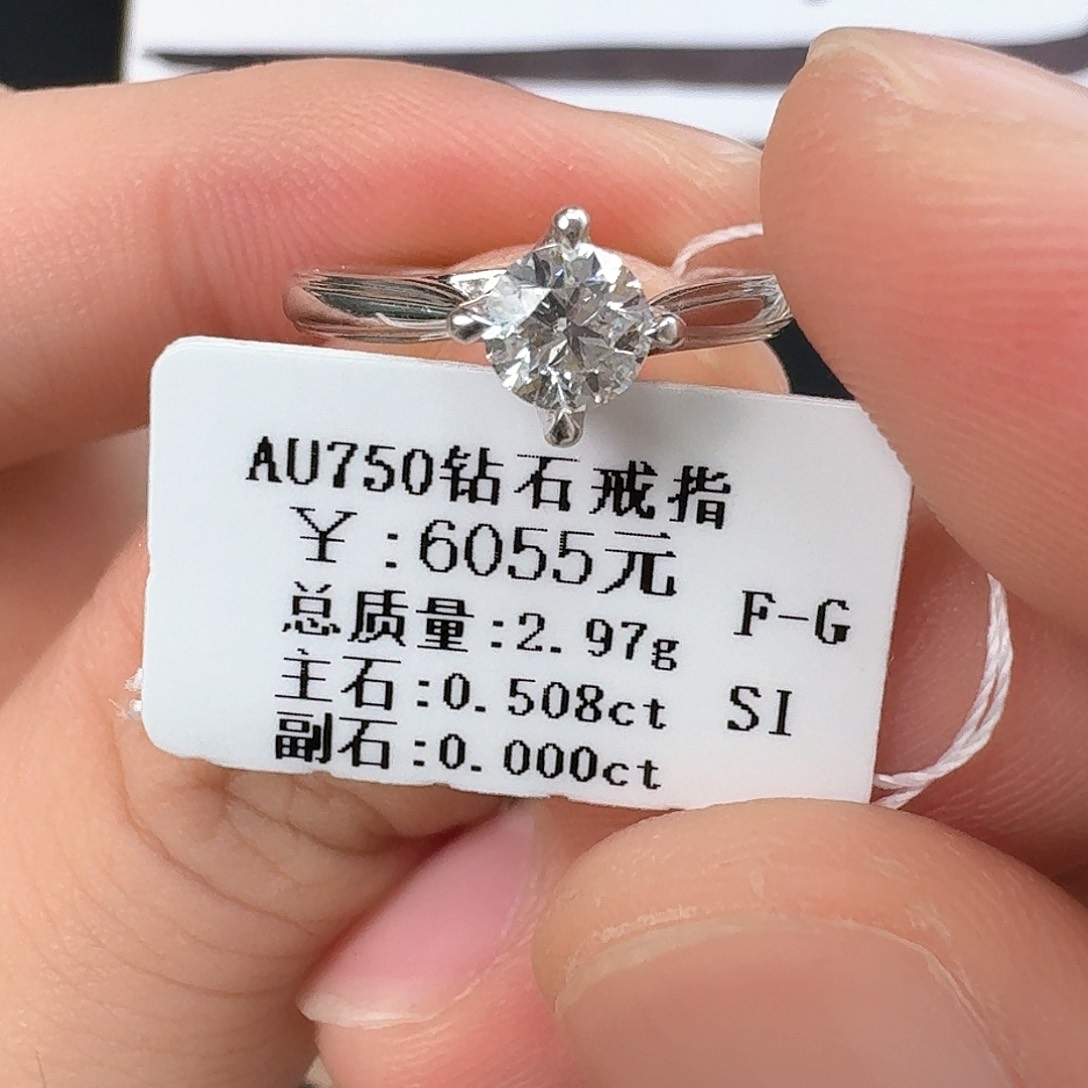 AU750钻石戒指
¥:6055元
总质量:2.97g F-G
主石:0.508ct SI
副石:0.000ct